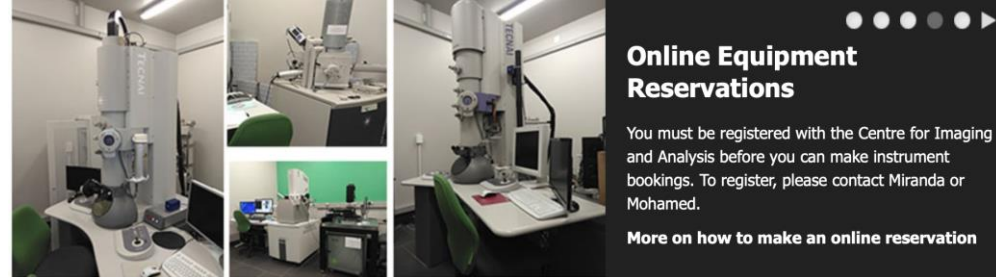 TECNAI
TECNAI
Online Equipment
Reservations
You must be registered with the Centre for Imaging
and Analysis before you can make instrument
bookings. To register, please contact Miranda or
Mohamed.
More on how to make an online reservation